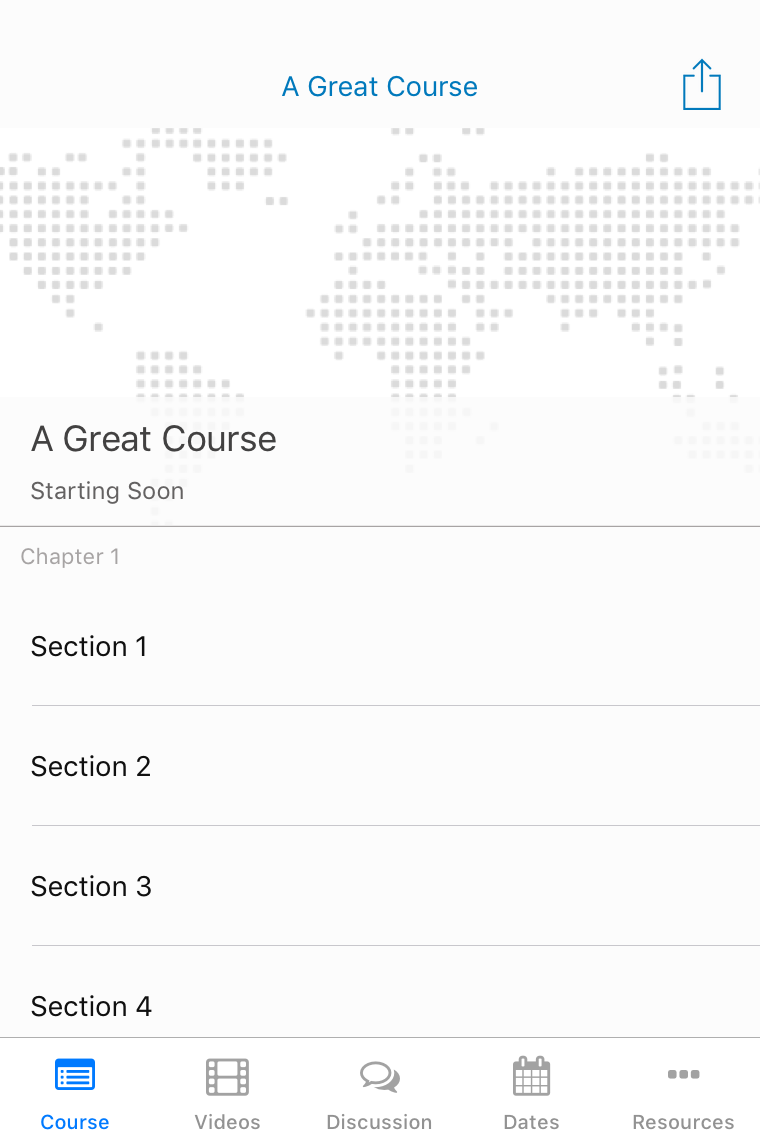 A Great Course
A Great Course
Starting Soon
Chapter 1
Section 1
Section 2
Section 3
Section 4
Course Videos Discussion Dates Resources